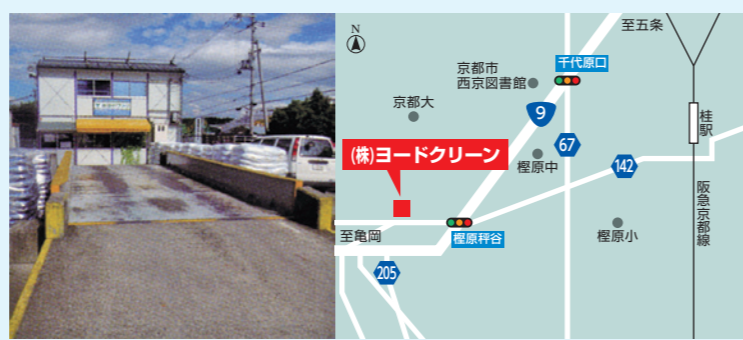 N
至五条
千代原口
京都市
西京図書館
京都大
9
67
桂駅
樫原中
142
(株)ヨードクリーン
阪急京都線
至亀岡
樫原秤谷
樫原小
205